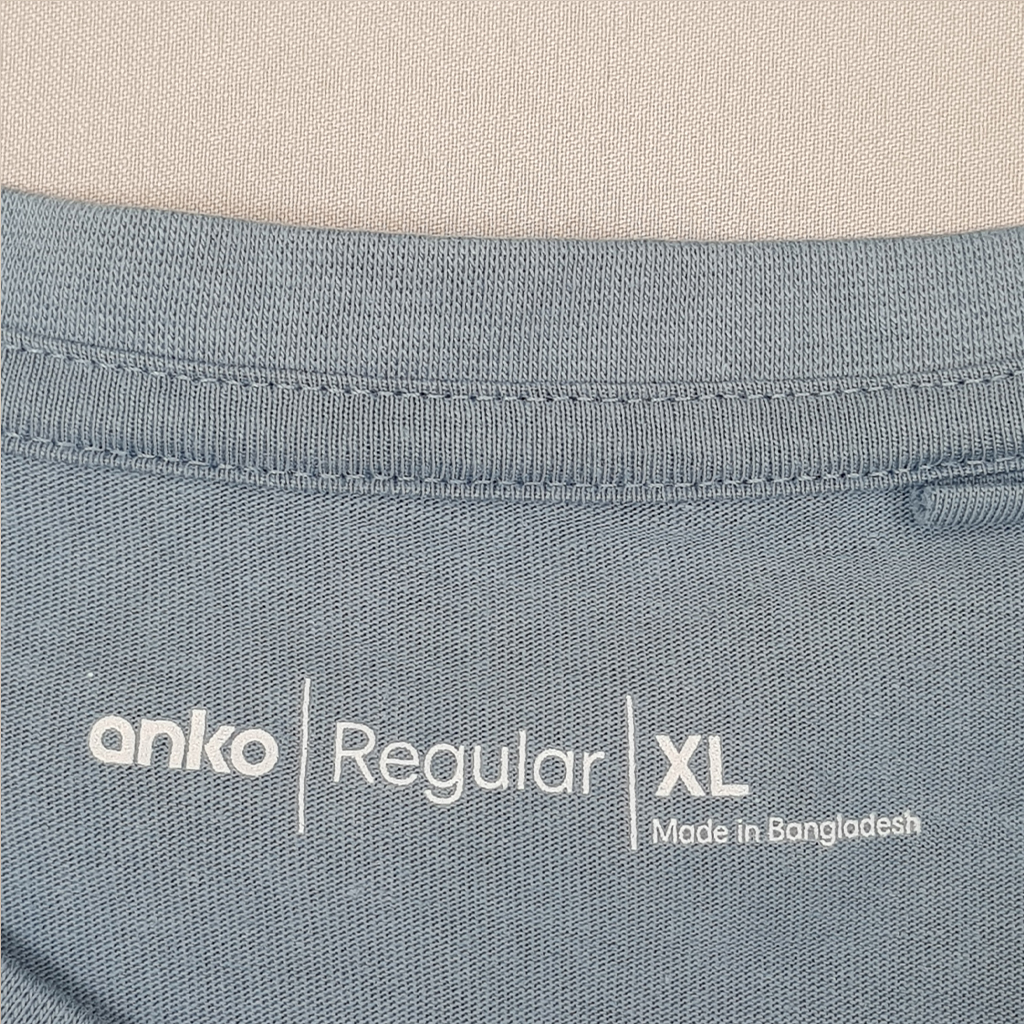 anko | Regular | XL
Made in Bangladesh